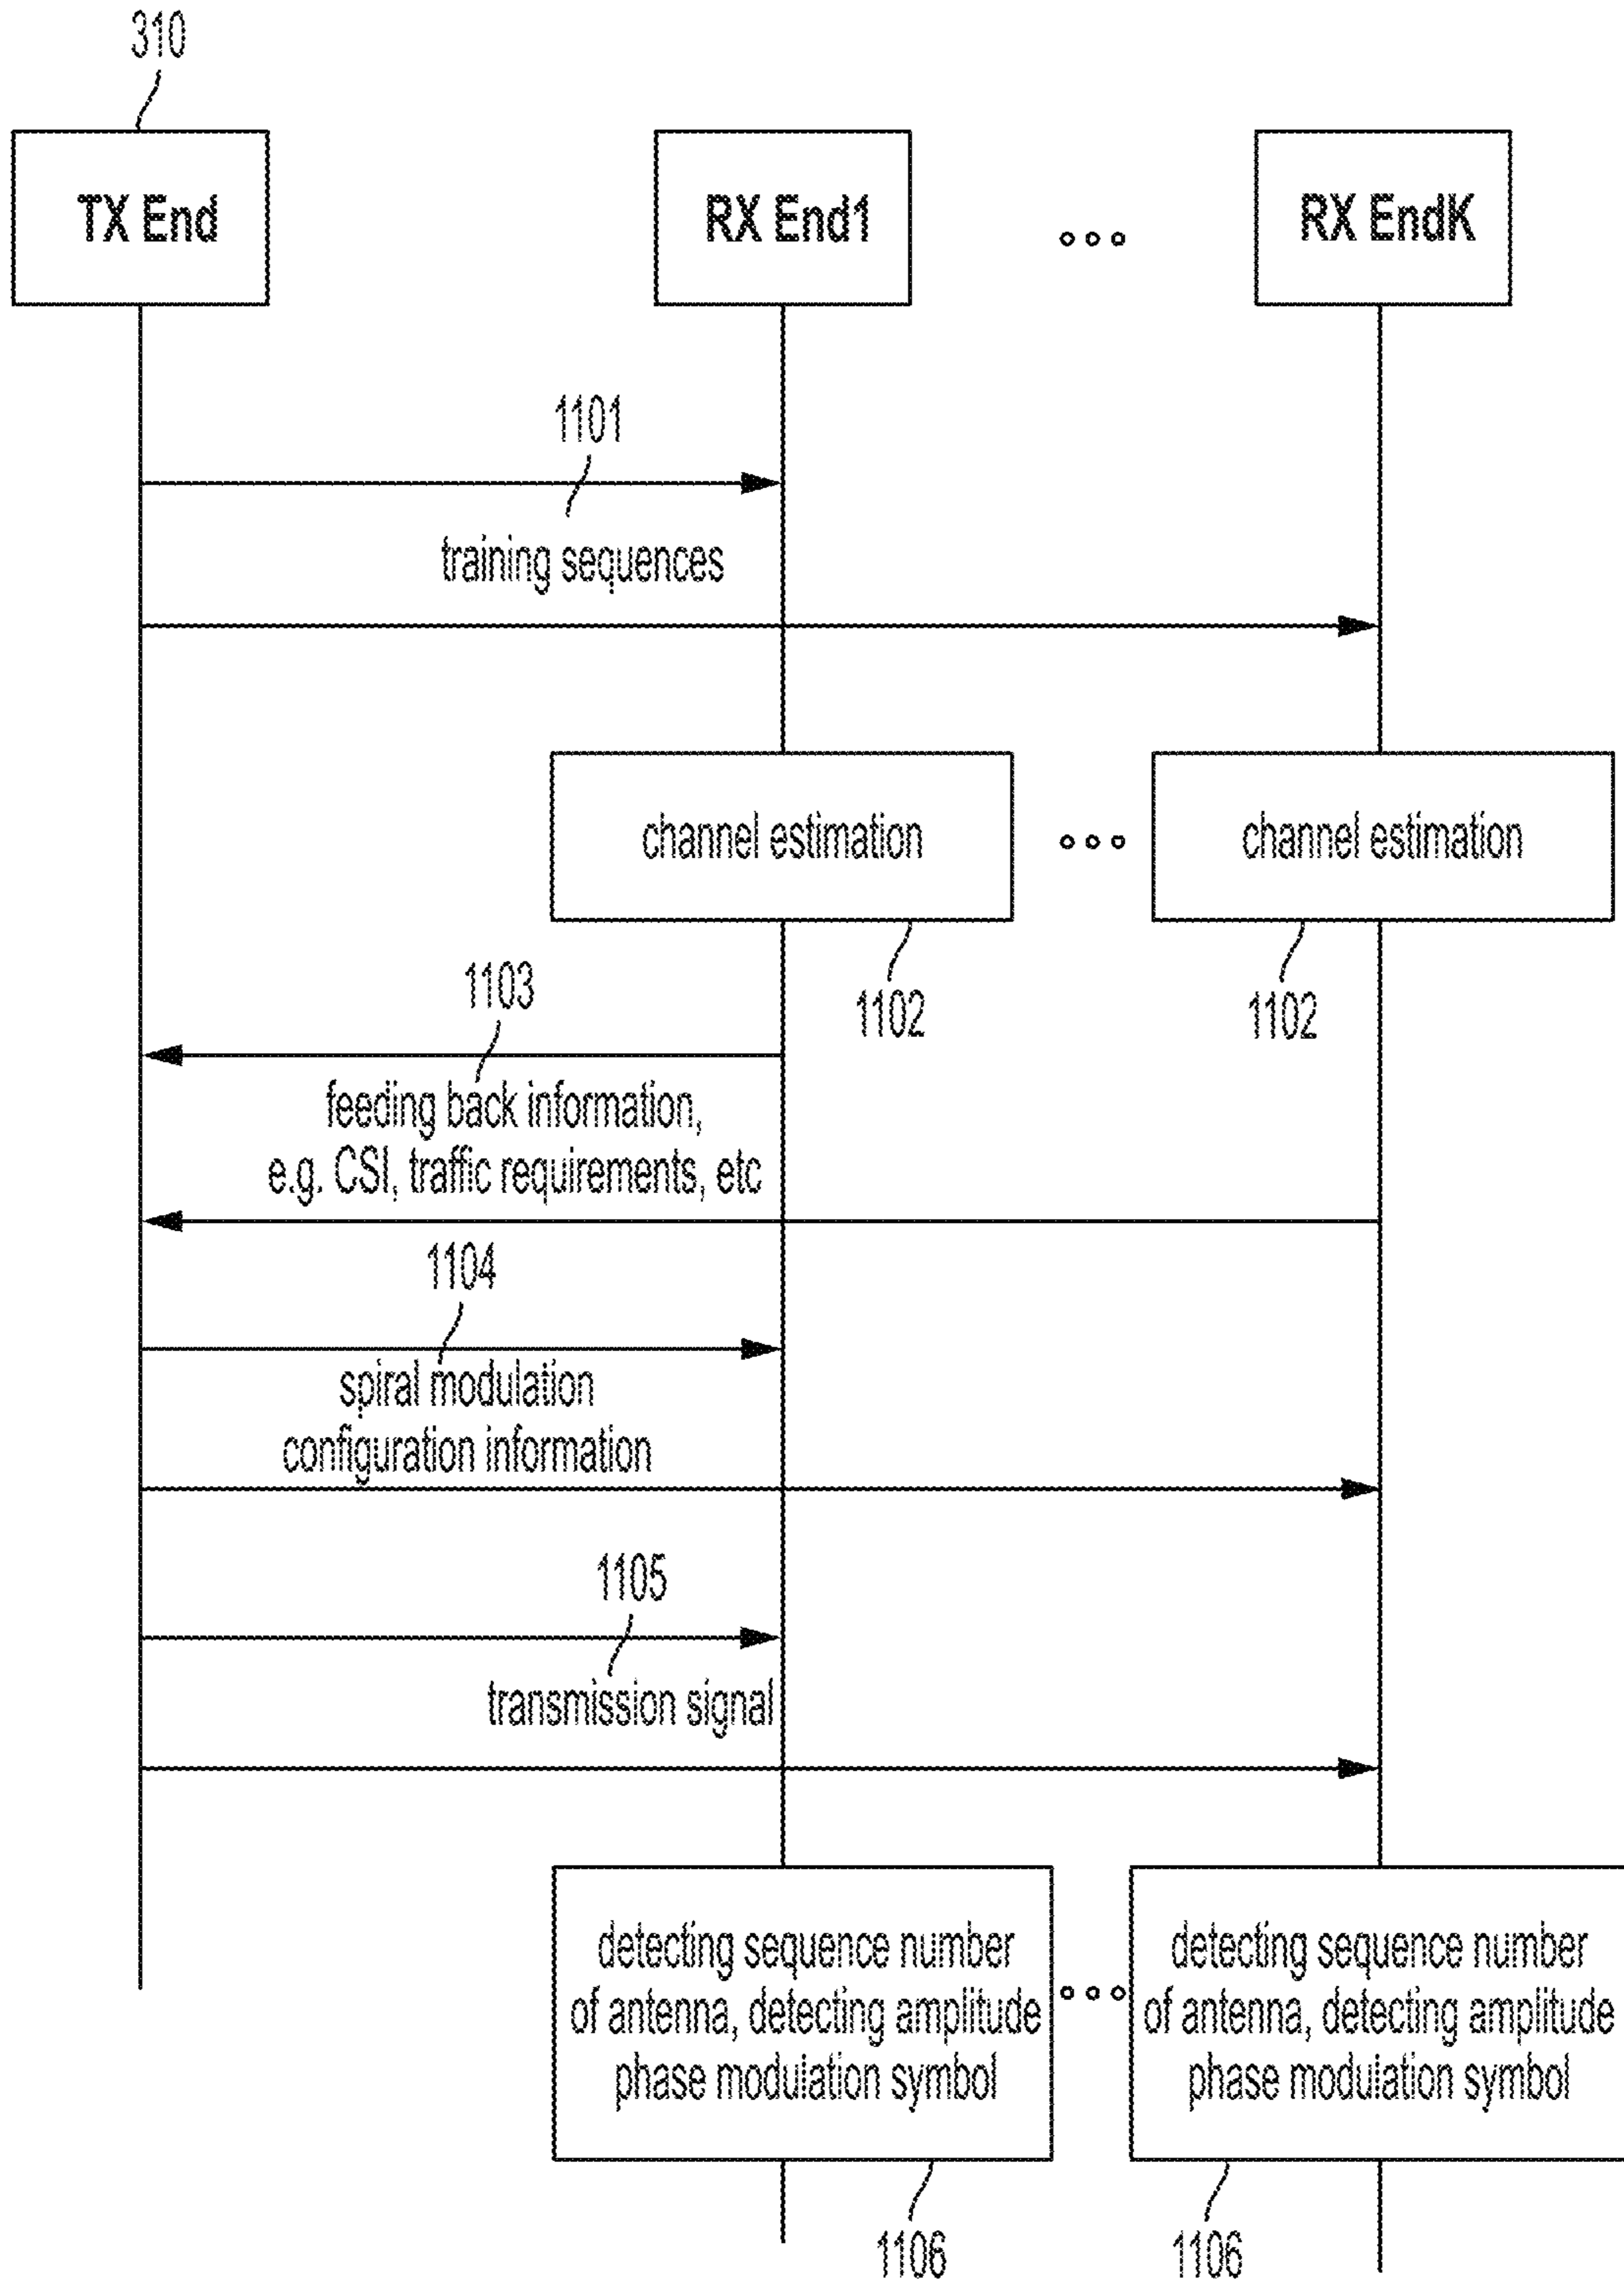 310
TX End
RX End1
RX EndK
1101
training sequences
channel estimation
channel estimation
1102
1102
1103
feeding back information,
e.g. CSI, traffic requirements, etc
1104
spiral modulation
configuration information
1105
transmission signal
detecting sequence number
of antenna, detecting amplitude
phase modulation symbol
detecting sequence number
of antenna, detecting amplitude
phase modulation symbol
1106
1106